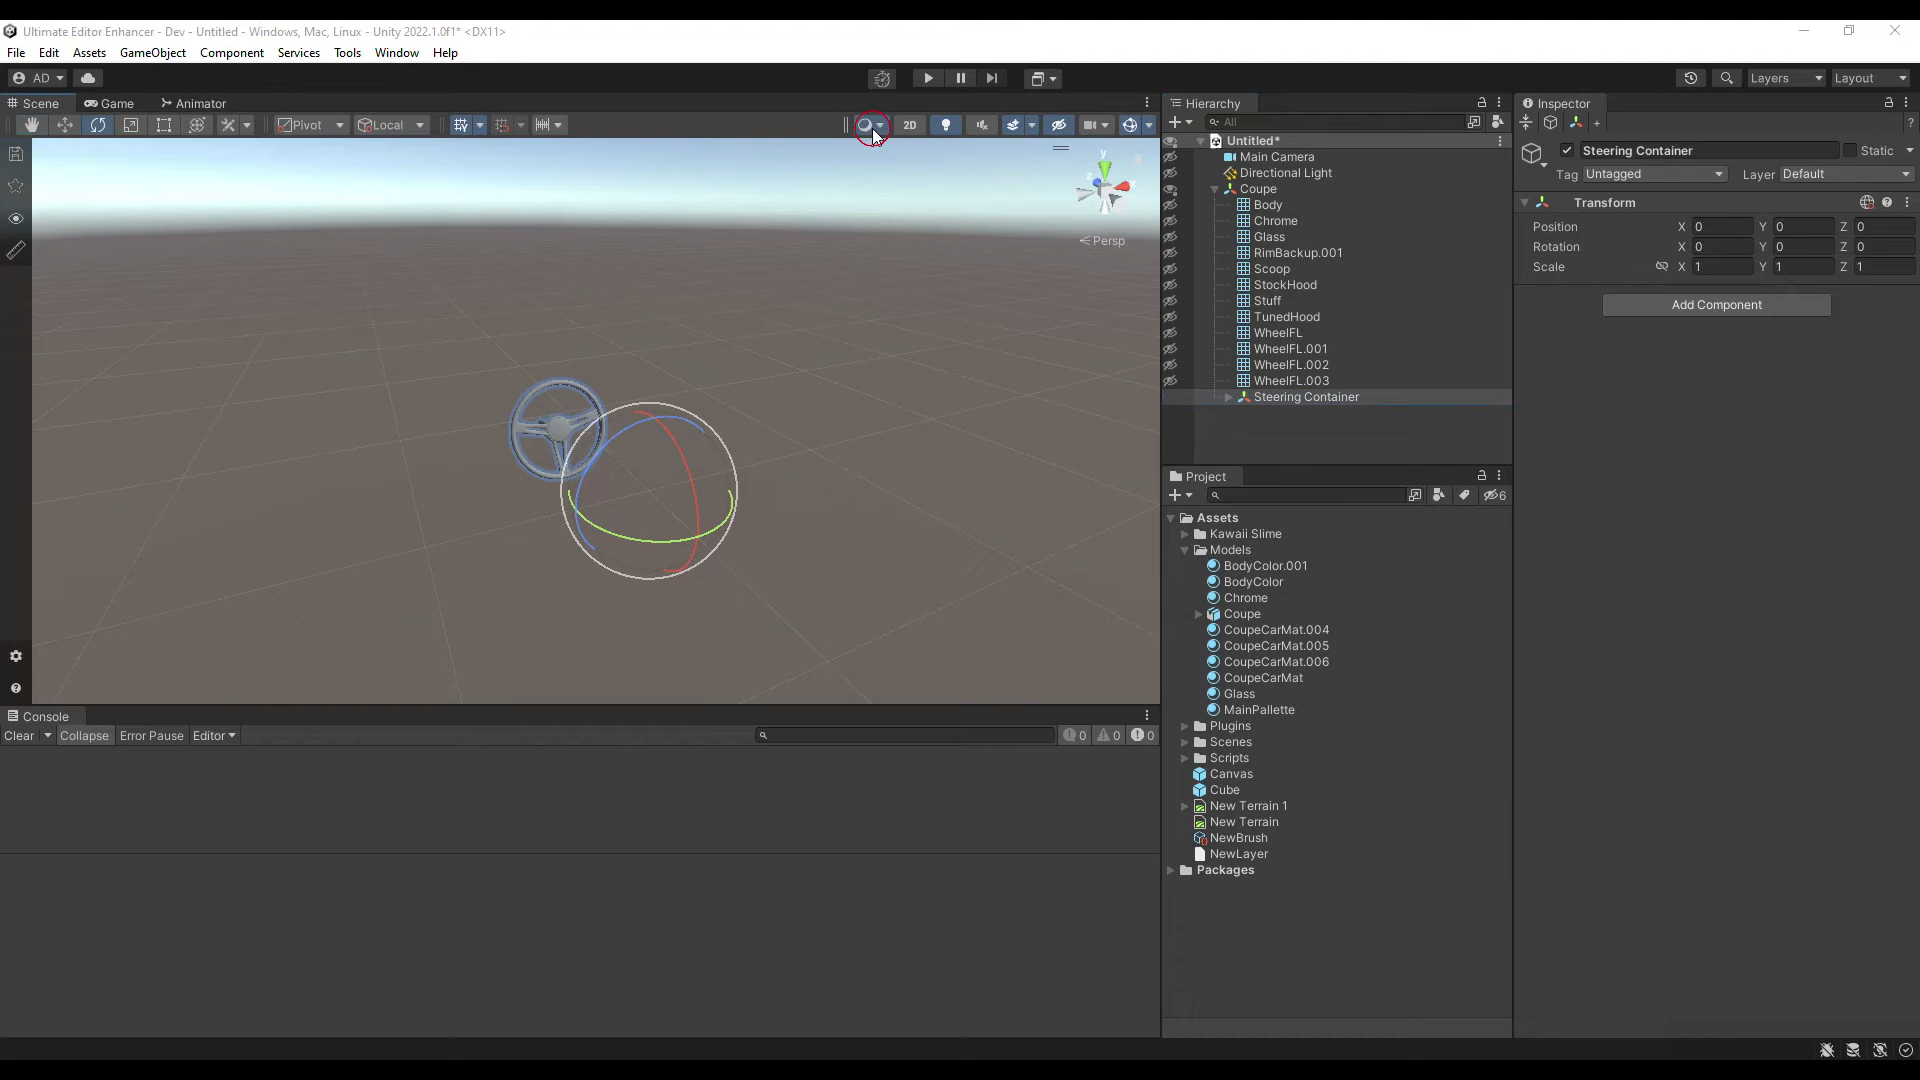 Ultimate Editor Enhancer - Dev - Untitled - Windows, Mac, Linux - Unity 2022.1.0f1* <DX11>
File Edit Assets GameObject Component Services Tools Window Help
AD Layers Layout
Scene Game Animator
Pivot Local 2D
y
z
x
Persp
Console
Clear Collapse Error Pause Editor 0 0 0
Hierarchy
All
Untitled*
Main Camera
Directional Light
Coupe
Body
Chrome
Glass
RimBackup.001
Scoop
StockHood
Stuff
TunedHood
WheelFL
WheelFL.001
WheelFL.002
WheelFL.003
Steering Container
Project
6
Assets
Kawaii Slime
Models
BodyColor.001
BodyColor
Chrome
Coupe
CoupeCarMat.004
CoupeCarMat.005
CoupeCarMat.006
CoupeCarMat
Glass
MainPallette
Plugins
Scenes
Scripts
Canvas
Cube
New Terrain 1
New Terrain
NewBrush
NewLayer
Packages
Inspector
Steering Container Static
Tag Untagged Layer Default
Transform
Position X 0 Y 0 Z 0
Rotation X 0 Y 0 Z 0
Scale X 1 Y 1 Z 1
Add Component